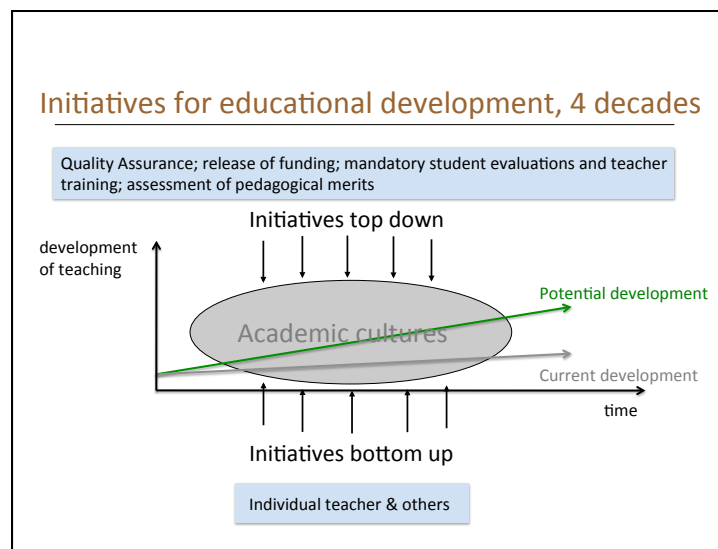 Initiatives for educational development, 4 decades
Quality Assurance; release of funding; mandatory student evaluations and teacher
training; assessment of pedagogical merits
Initiatives top down
development
of teaching
Potential development
Academic cultures
Current development
time
Initiatives bottom up
Individual teacher & others